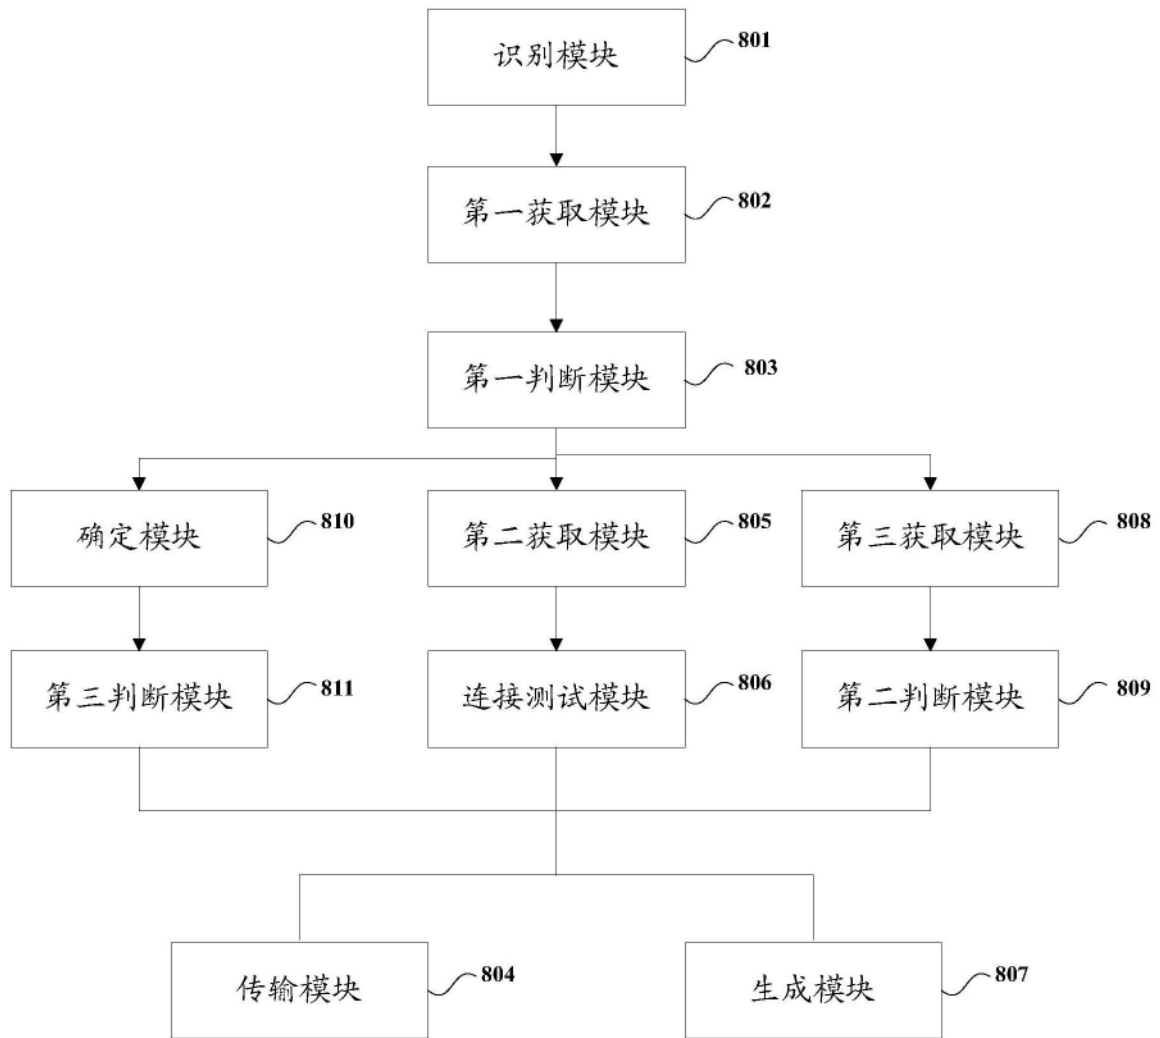 识别模块 801
第一获取模块 802
第一判断模块 803
确定模块 810 第二获取模块 805 第三获取模块 808
第三判断模块 811 连接测试模块 806 第二判断模块 809
传输模块 804 生成模块 807